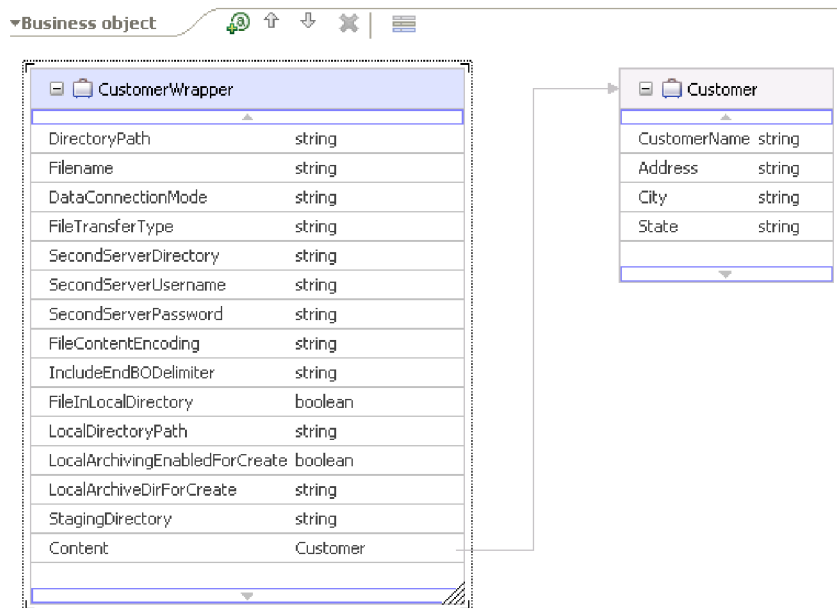 Business object
CustomerWrapper
DirectoryPath string
Filename string
DataConnectionMode string
FileTransferType string
SecondServerDirectory string
SecondServerUsername string
SecondServerPassword string
FileContentEncoding string
IncludeEndBODelimiter string
FileInLocalDirectory boolean
LocalDirectoryPath string
LocalArchivingEnabledForCreate boolean
LocalArchiveDirForCreate string
StagingDirectory string
Content Customer
Customer
CustomerName string
Address string
City string
State string